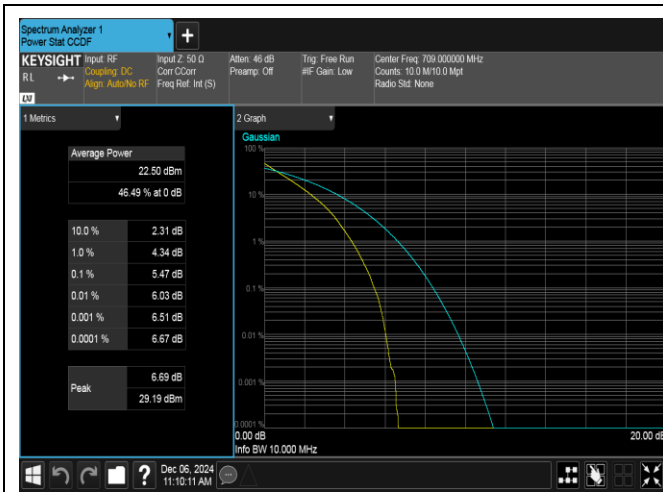 Spectrum Analyzer 1
Power Stat CCDF
KEYSIGHT
RL
LXI
Input: RF
Coupling: DC
Align: Auto/No RF
Input Z: 50 Ω
Corr CCorr
Freq Ref: Int (S)
Atten: 46 dB
Preamp: Off
Trig: Free Run
#IF Gain: Low
Center Freq: 709.000000 MHz
Counts: 10.0 M/10.0 Mpt
Radio Std: None
1 Metrics
Average Power
22.50 dBm
46.49 % at 0 dB
10.0 % 2.31 dB
1.0 % 4.34 dB
0.1 % 5.47 dB
0.01 % 6.03 dB
0.001 % 6.51 dB
0.0001 % 6.67 dB
Peak
6.69 dB
29.19 dBm
2 Graph
Gaussian
100 %
10 %
1 %
0.1 %
0.01 %
0.001 %
0.0001 %
0.00 dB
20.00 dB
Info BW 10.000 MHz
Dec 06, 2024
11:10:11 AM